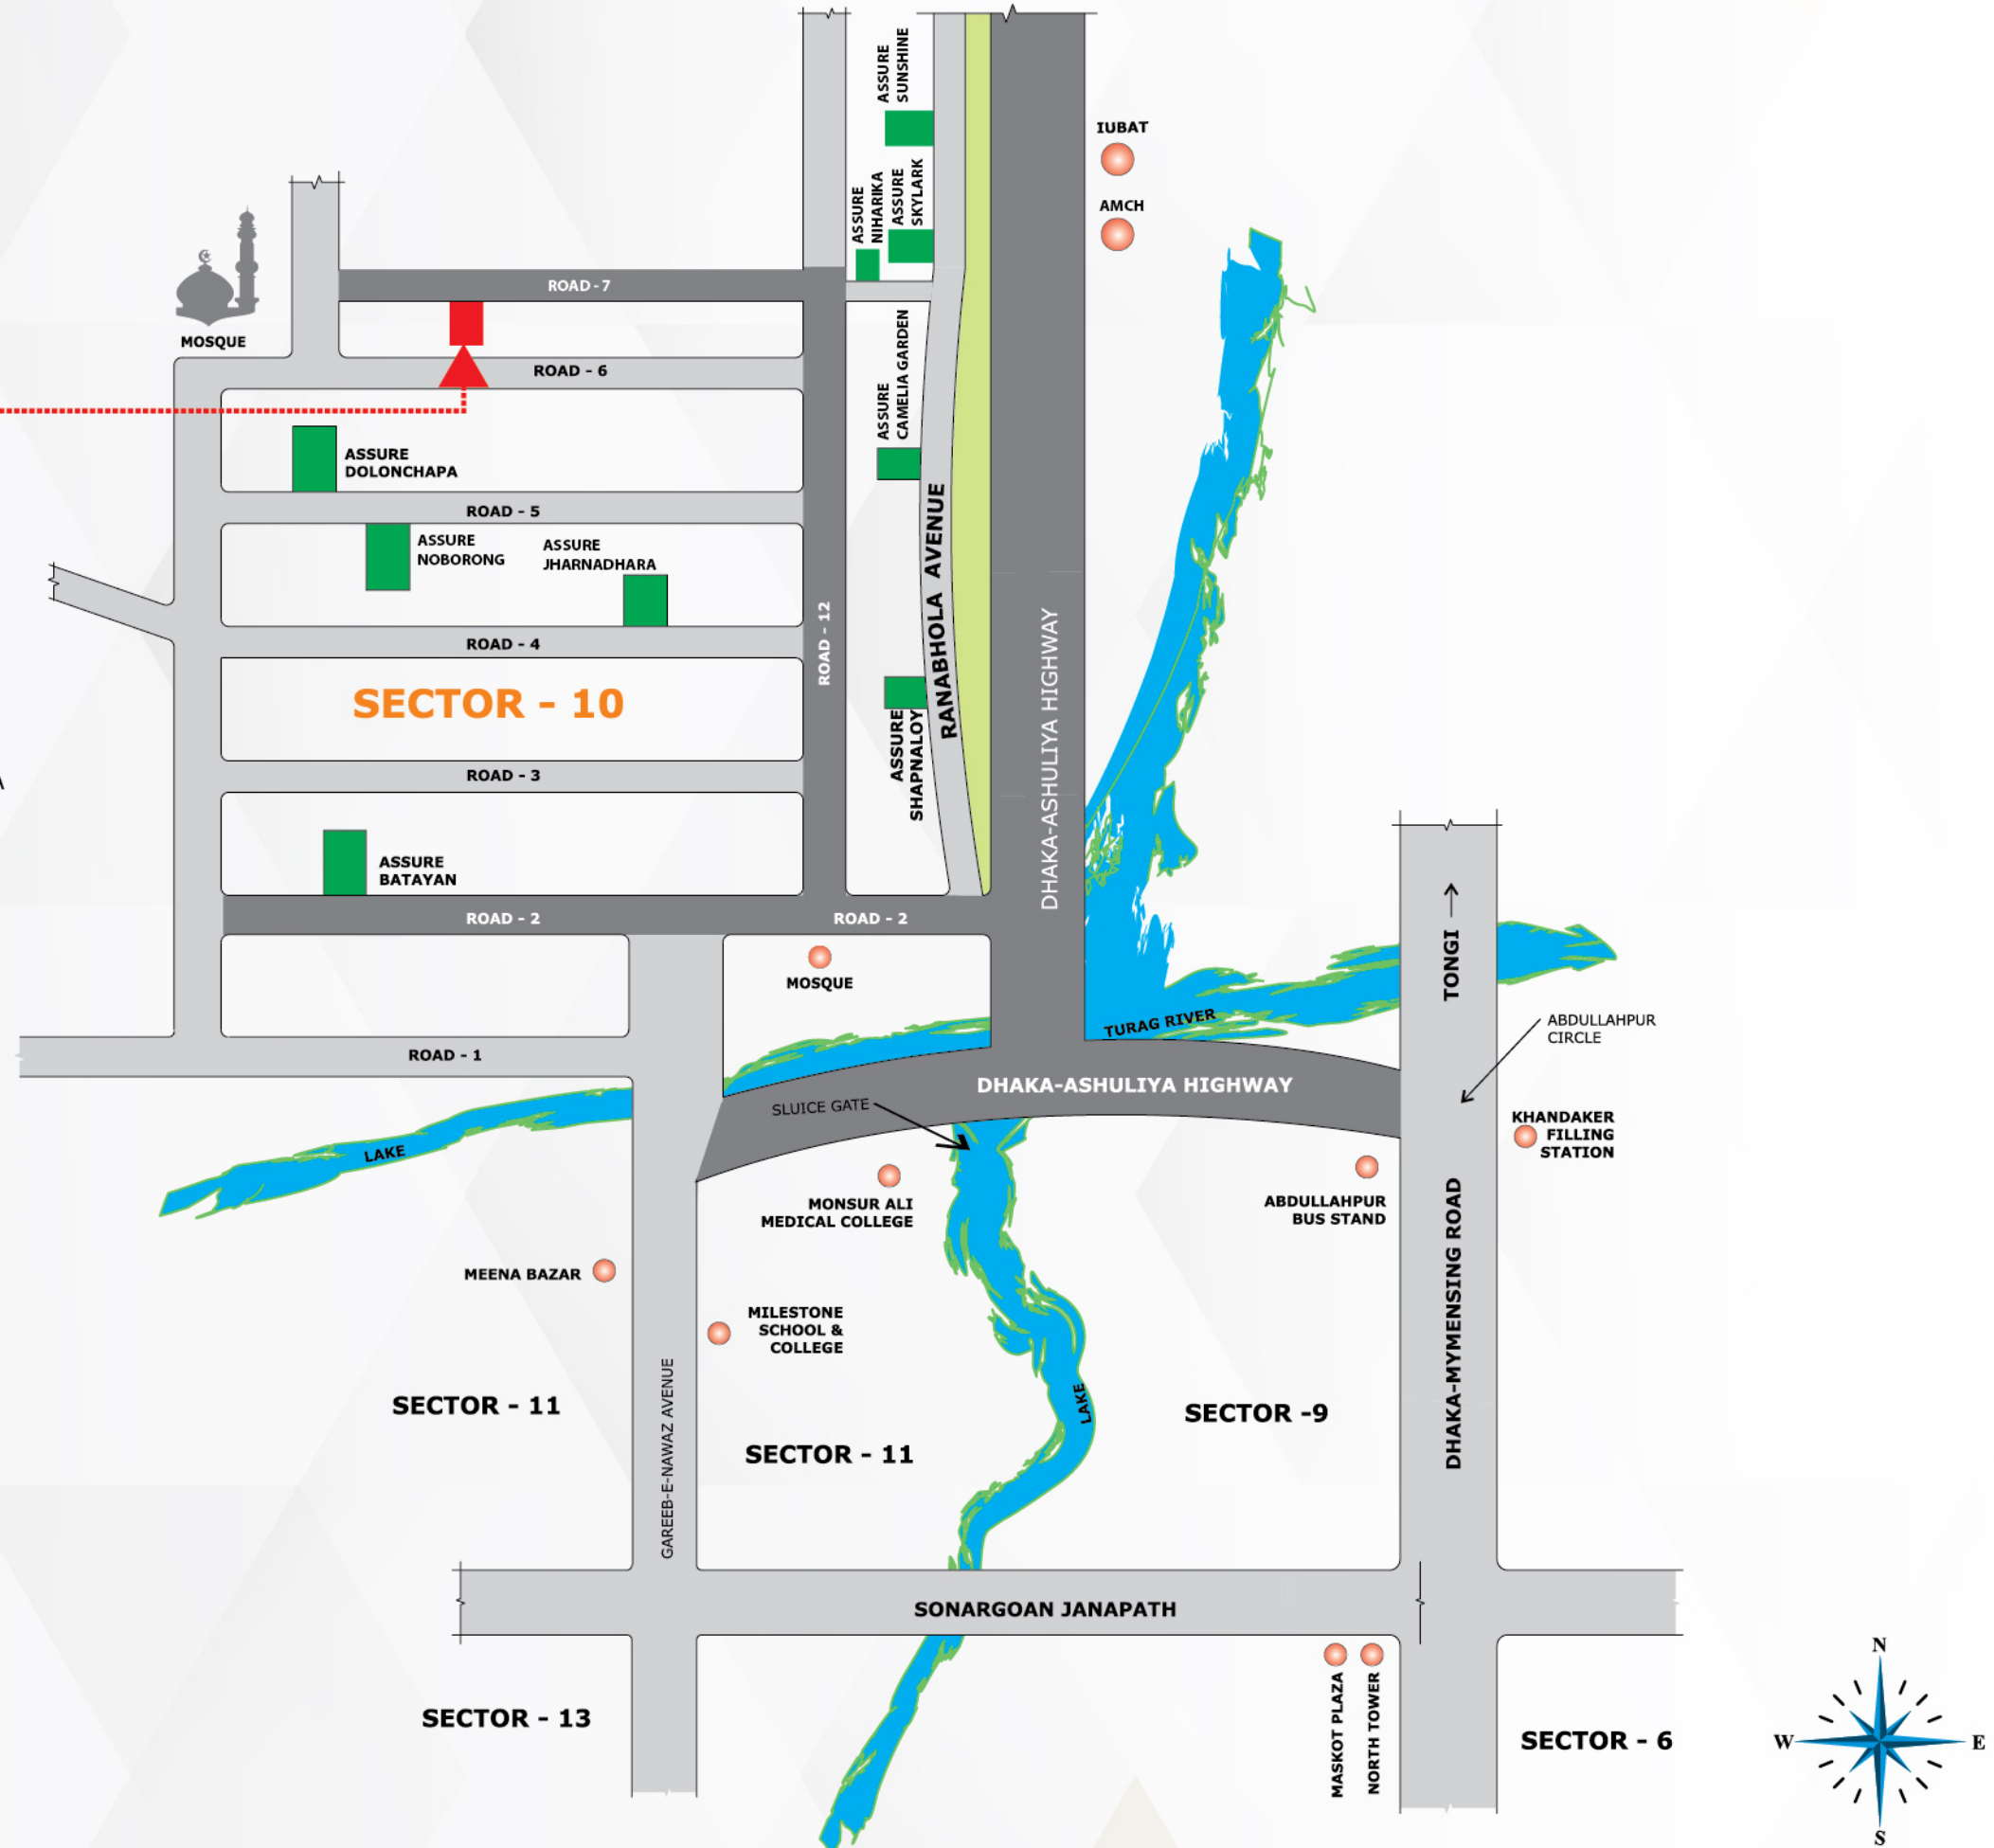 ASSURE
SUNSHINE
IUBAT
ASSURE
NIHARIKA
ASSURE
SKYLARK
AMCH
ROAD - 7
MOSQUE
ROAD - 6
ASSURE
CAMELIA GARDEN
ASSURE
DOLONCHAPA
ROAD - 5
ASSURE
NOBORONG
ASSURE
JHARNADHARA
RANABHOLA AVENUE
ROAD - 12
DHAKA-ASHULIYA HIGHWAY
ROAD - 4
SECTOR - 10
ASSURE
SHAPNALOY
ROAD - 3
A
ASSURE
BATAYAN
ROAD - 2
ROAD - 2
MOSQUE
TONGI
TURAG RIVER
ABDULLAHPUR
CIRCLE
ROAD - 1
DHAKA-ASHULIYA HIGHWAY
SLUICE GATE
LAKE
KHANDAKER
FILLING
STATION
MONSUR ALI
MEDICAL COLLEGE
ABDULLAHPUR
BUS STAND
DHAKA-MYMENSING ROAD
MEENA BAZAR
MILESTONE
SCHOOL &
COLLEGE
GAREEB-E-NAWAZ AVENUE
LAKE
SECTOR - 11
SECTOR -9
SECTOR - 11
SONARGOAN JANAPATH
MASKOT PLAZA
NORTH TOWER
SECTOR - 13
SECTOR - 6
N
W
E
S